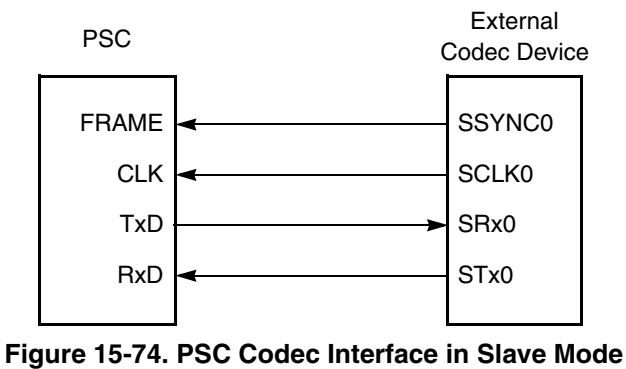 PSC
External
Codec Device
FRAME
SSYNC0
CLK
SCLK0
TxD
SRx0
RxD
STx0
Figure 15-74. PSC Codec Interface in Slave Mode